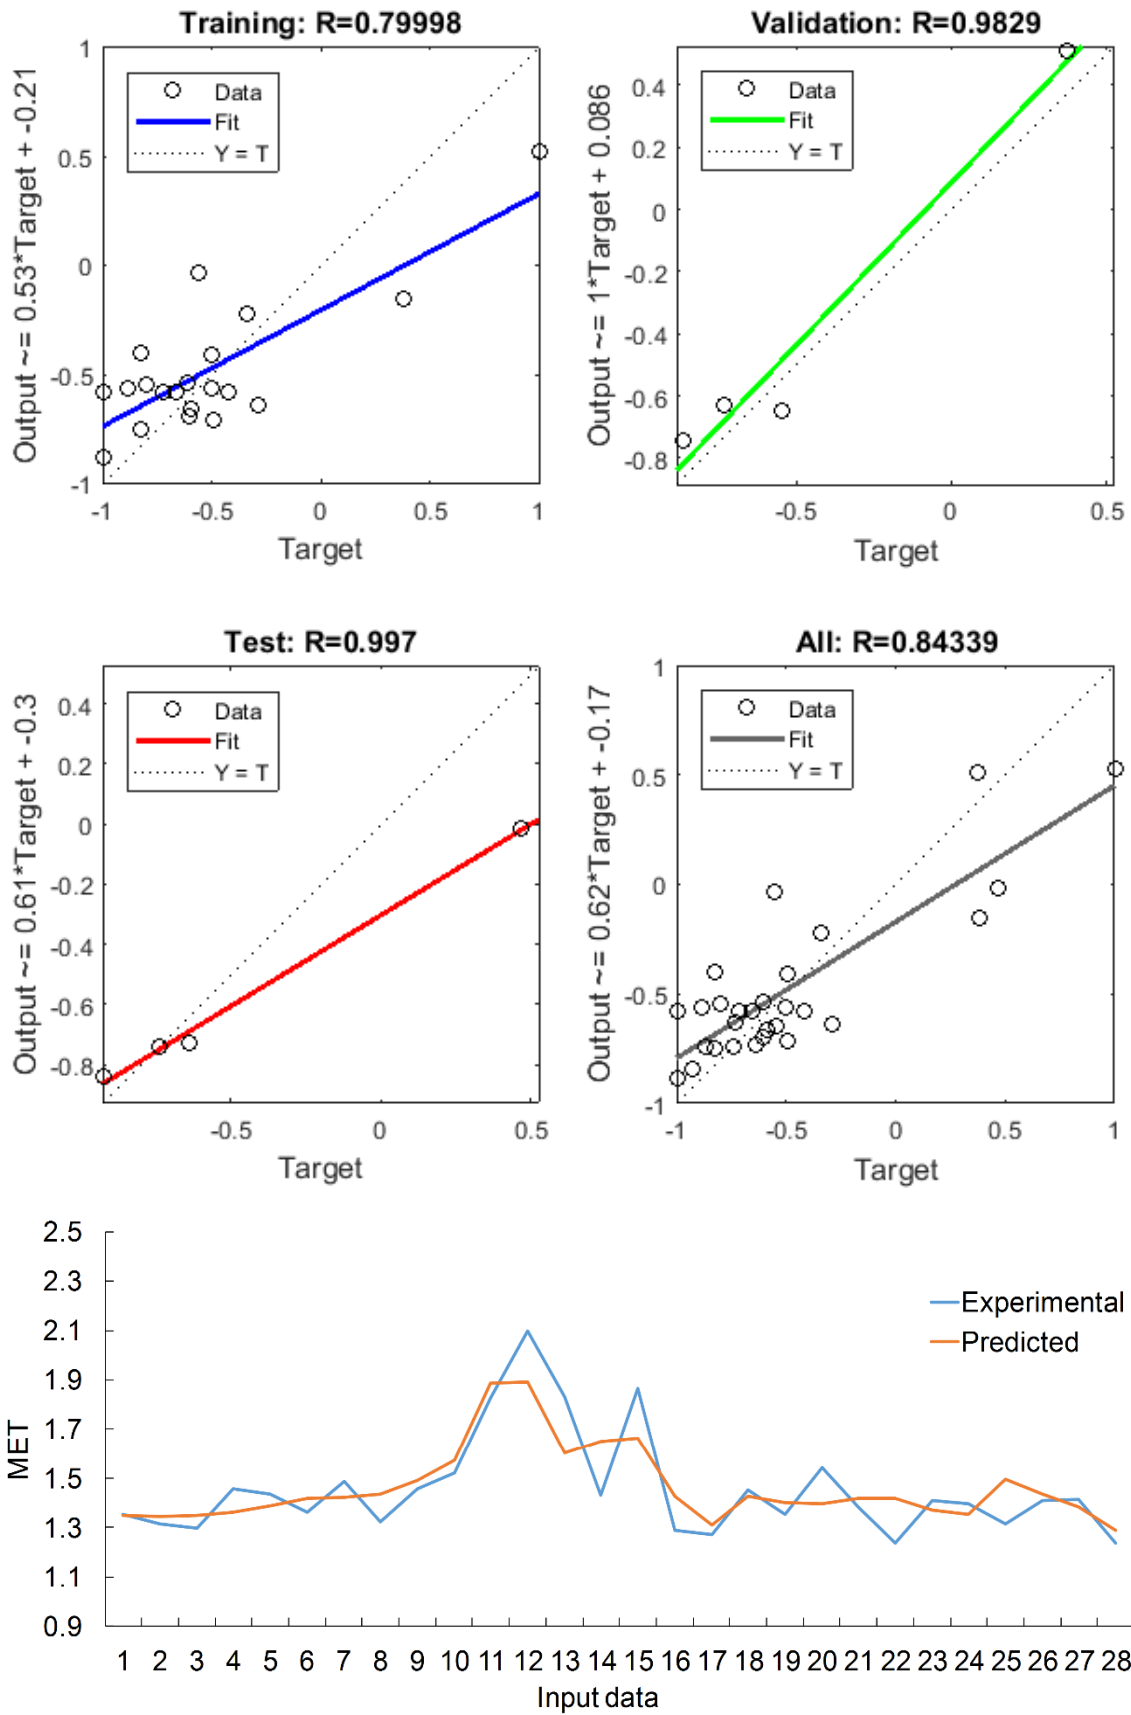 Training: R=0.79998
Output ~= 0.53*Target + -0.21
1
0.5
0
-0.5
-1
Data
Fit
Y = T
-1
-0.5
0
0.5
1
Target
Validation: R=0.9829
Output ~= 1*Target + 0.086
0.4
0.2
0
-0.2
-0.4
-0.6
-0.8
Data
Fit
Y = T
-0.5
0
0.5
Target
Test: R=0.997
Output ~= 0.61*Target + -0.3
0.4
0.2
0
-0.2
-0.4
-0.6
-0.8
Data
Fit
Y = T
-0.5
0
0.5
Target
All: R=0.84339
Output ~= 0.62*Target + -0.17
1
0.5
0
-0.5
-1
Data
Fit
Y = T
-1
-0.5
0
0.5
1
Target
MET
2.5
2.3
2.1
1.9
1.7
1.5
1.3
1.1
0.9
Experimental
Predicted
1 2 3 4 5 6 7 8 9 10 11 12 13 14 15 16 17 18 19 20 21 22 23 24 25 26 27 28
Input data